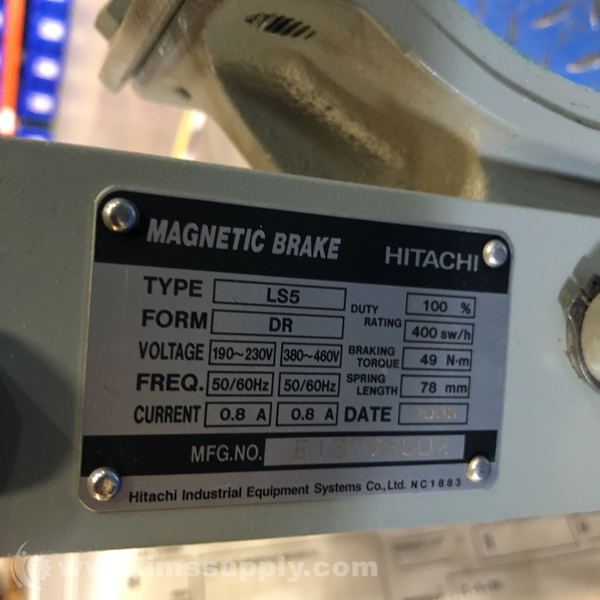 MAGNETIC BRAKE HITACHI
TYPE LS5 DUTY RATING 100 %
FORM DR 400 sw/h
VOLTAGE 190~230V 380~460V BRAKING TORQUE 49 N·m
FREQ. 50/60Hz 50/60Hz SPRING LENGTH 78 mm
CURRENT 0.8 A 0.8 A DATE
MFG.NO.
Hitachi Industrial Equipment Systems Co., Ltd. NC1883
www.imssupply.com